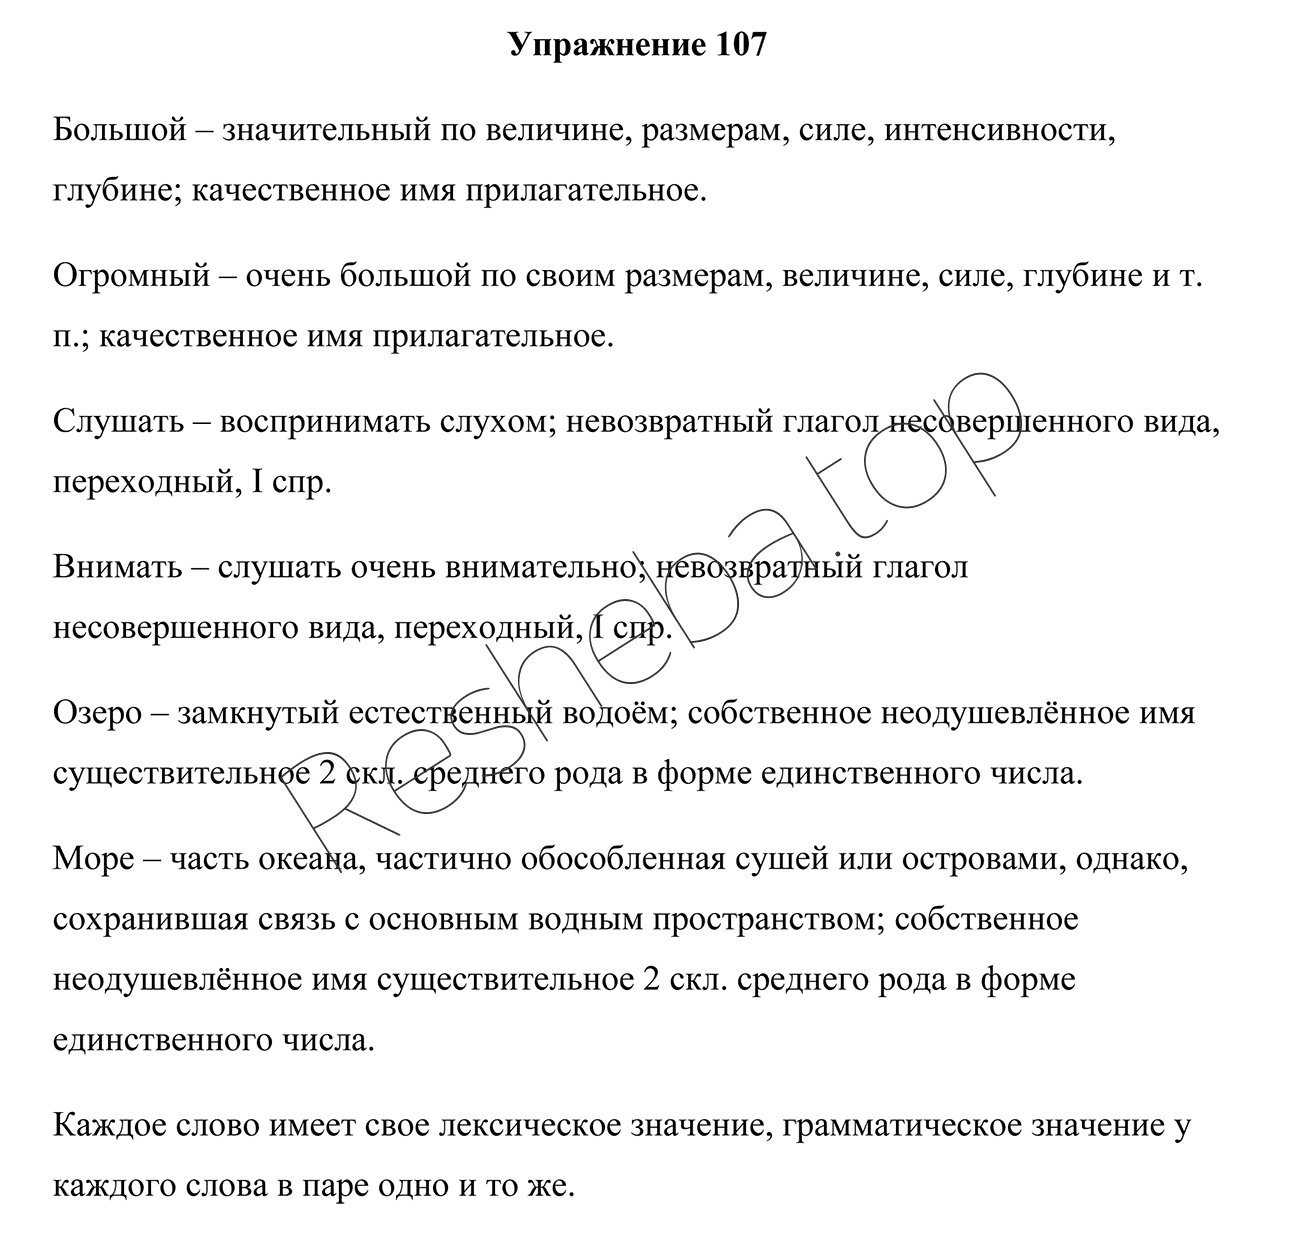 Упражнение 107
Большой – значительный по величине, размерам, силе, интенсивности,
глубине; качественное имя прилагательное.
Огромный – очень большой по своим размерам, величине, силе, глубине и т.
п.; качественное имя прилагательное.
Слушать – воспринимать слухом; невозвратный глагол несовершенного вида,
переходный, I спр.
Внимать – слушать очень внимательно; невозвратный глагол
несовершенного вида, переходный, I спр.
Озеро – замкнутый естественный водоём; собственное неодушевлённое имя
существительное 2 скл. среднего рода в форме единственного числа.
Море – часть океана, частично обособленная сушей или островами, однако,
сохранившая связь с основным водным пространством; собственное
неодушевлённое имя существительное 2 скл. среднего рода в форме
единственного числа.
Каждое слово имеет свое лексическое значение, грамматическое значение у
каждого слова в паре одно и то же.
Resheba.top